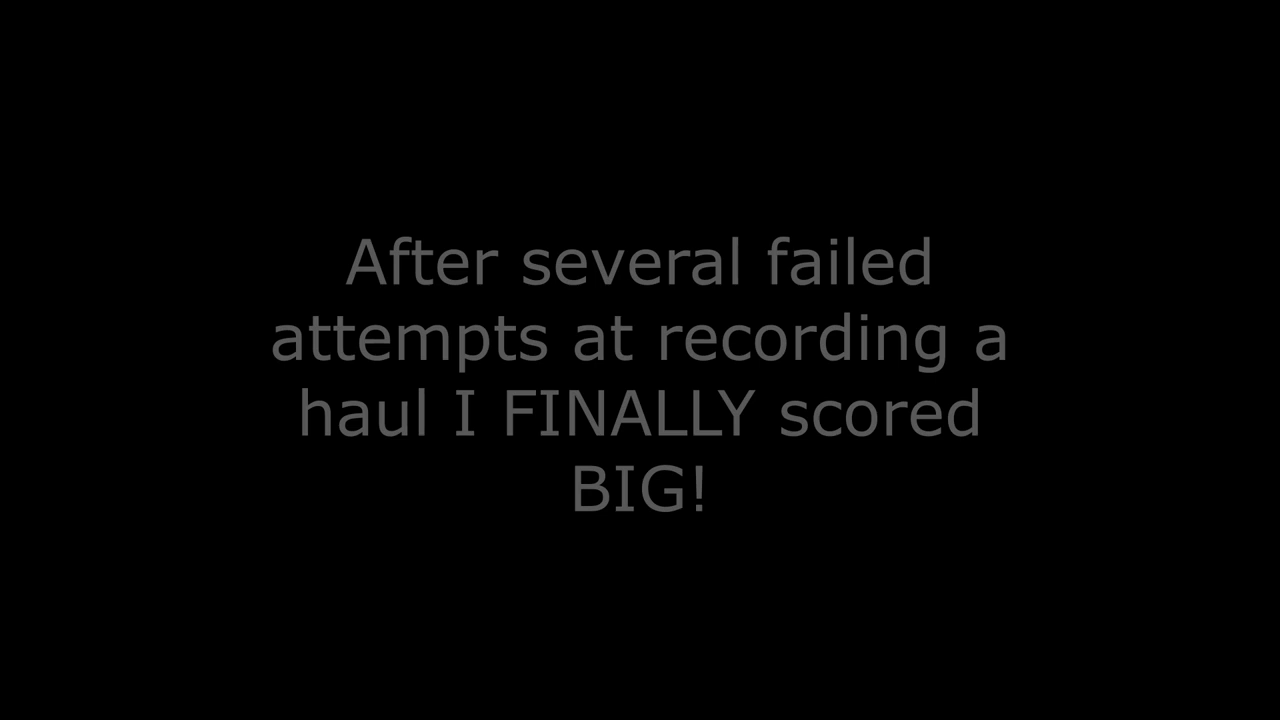 After several failed
attempts at recording a
haul I FINALLY scored
BIG!